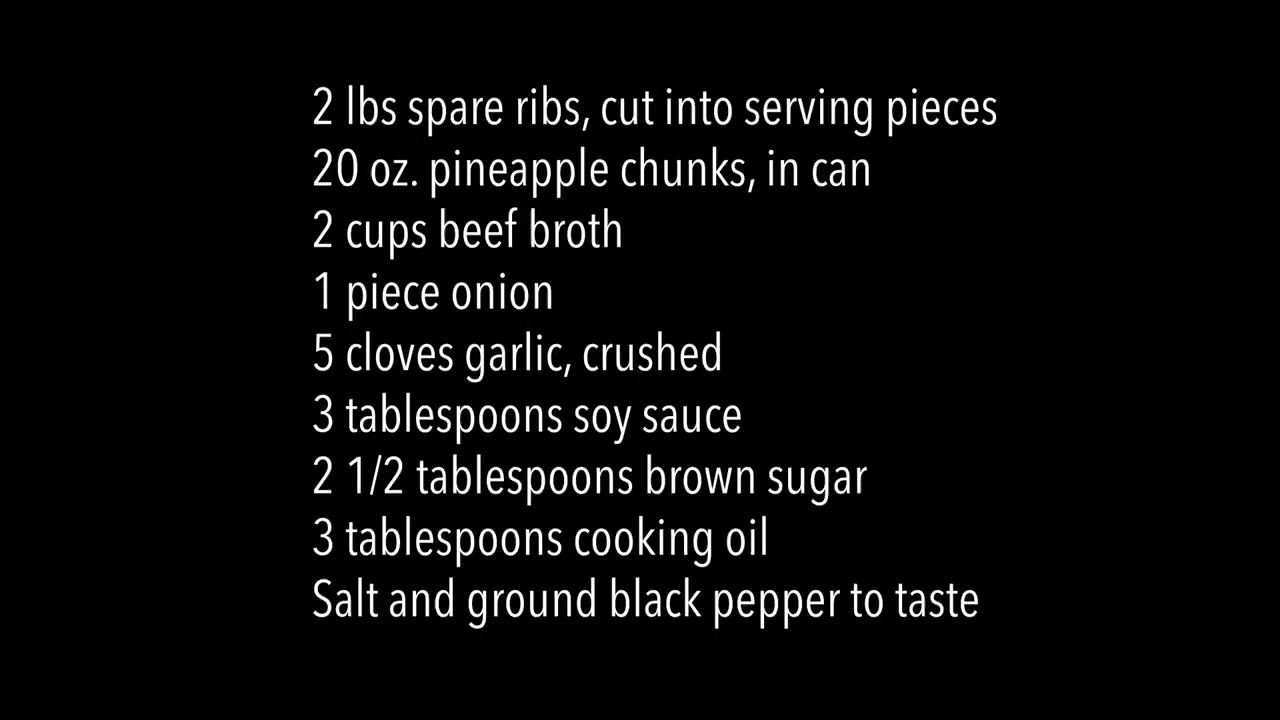 2 lbs spare ribs, cut into serving pieces
20 oz. pineapple chunks, in can
2 cups beef broth
1 piece onion
5 cloves garlic, crushed
3 tablespoons soy sauce
2 1/2 tablespoons brown sugar
3 tablespoons cooking oil
Salt and ground black pepper to taste